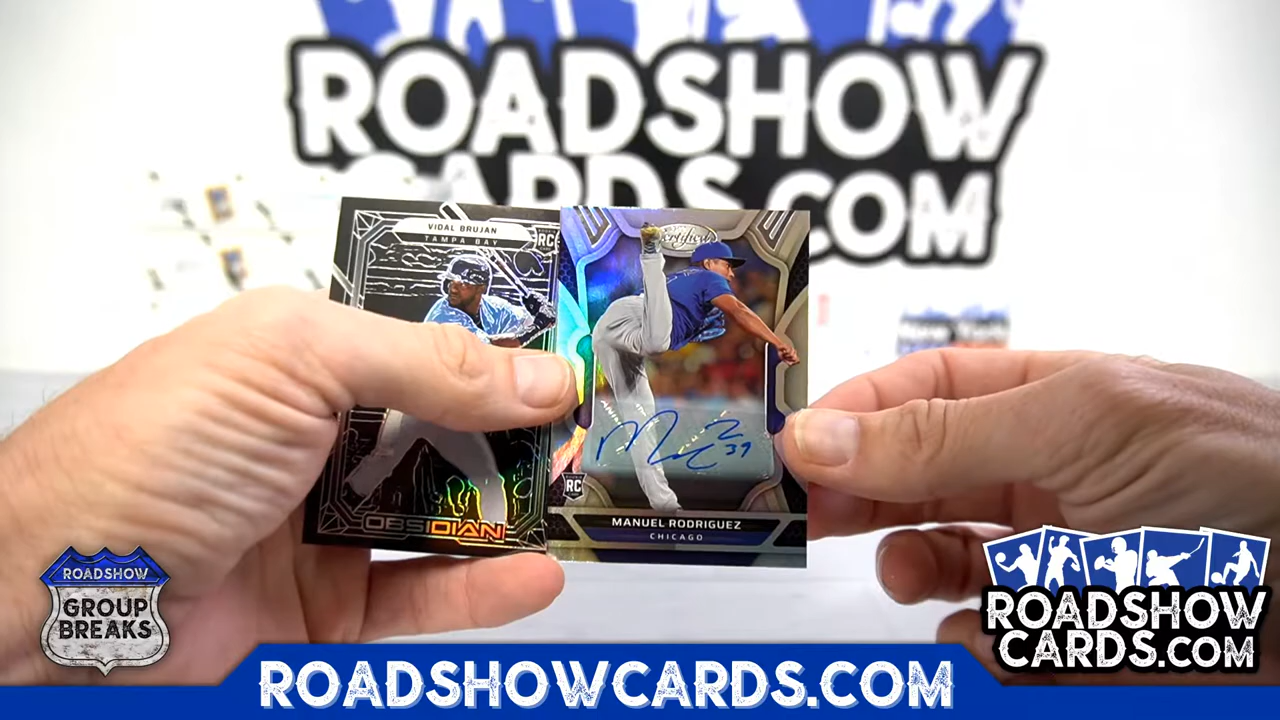 ROADSHOW
CARDS.COM
VIDAL BRUJAN
TAMPA BAY
RC
OBSIDIAN
Certified
39
RC
MANUEL RODRIGUEZ
CHICAGO
ROADSHOW
GROUP
BREAKS
ROADSHOW
CARDS.COM
ROADSHOWCARDS.COM